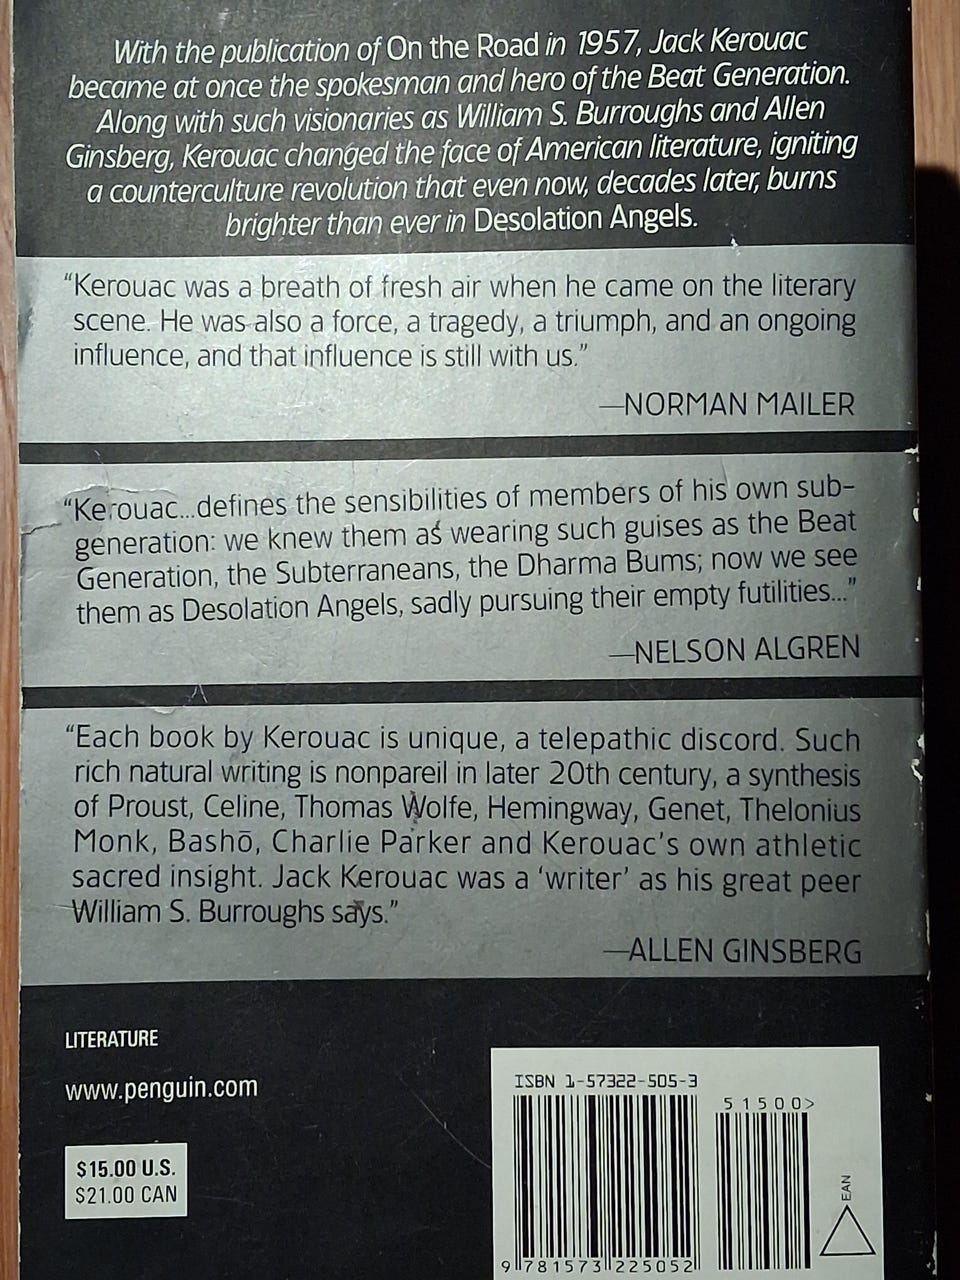 With the publication of On the Road in 1957, Jack Kerouac
became at once the spokesman and hero of the Beat Generation.
Along with such visionaries as William S. Burroughs and Allen
Ginsberg, Kerouac changed the face of American literature, igniting
a counterculture revolution that even now, decades later, burns
brighter than ever in Desolation Angels.
“Kerouac was a breath of fresh air when he came on the literary
scene. He was also a force, a tragedy, a triumph, and an ongoing
influence, and that influence is still with us.”
—NORMAN MAILER
“Kerouac...defines the sensibilities of members of his own sub-
generation: we knew them as wearing such guises as the Beat
Generation, the Subterraneans, the Dharma Bums; now we see
them as Desolation Angels, sadly pursuing their empty futilities...”
—NELSON ALGREN
“Each book by Kerouac is unique, a telepathic discord. Such
rich natural writing is nonpareil in later 20th century, a synthesis
of Proust, Celine, Thomas Wolfe, Hemingway, Genet, Thelonius
Monk, Bashō, Charlie Parker and Kerouac’s own athletic
sacred insight. Jack Kerouac was a ‘writer’ as his great peer
William S. Burroughs says.”
—ALLEN GINSBERG
LITERATURE
www.penguin.com
$15.00 U.S.
$21.00 CAN
ISBN 1-57322-505-3
51500>
EAN
9 781573 225052